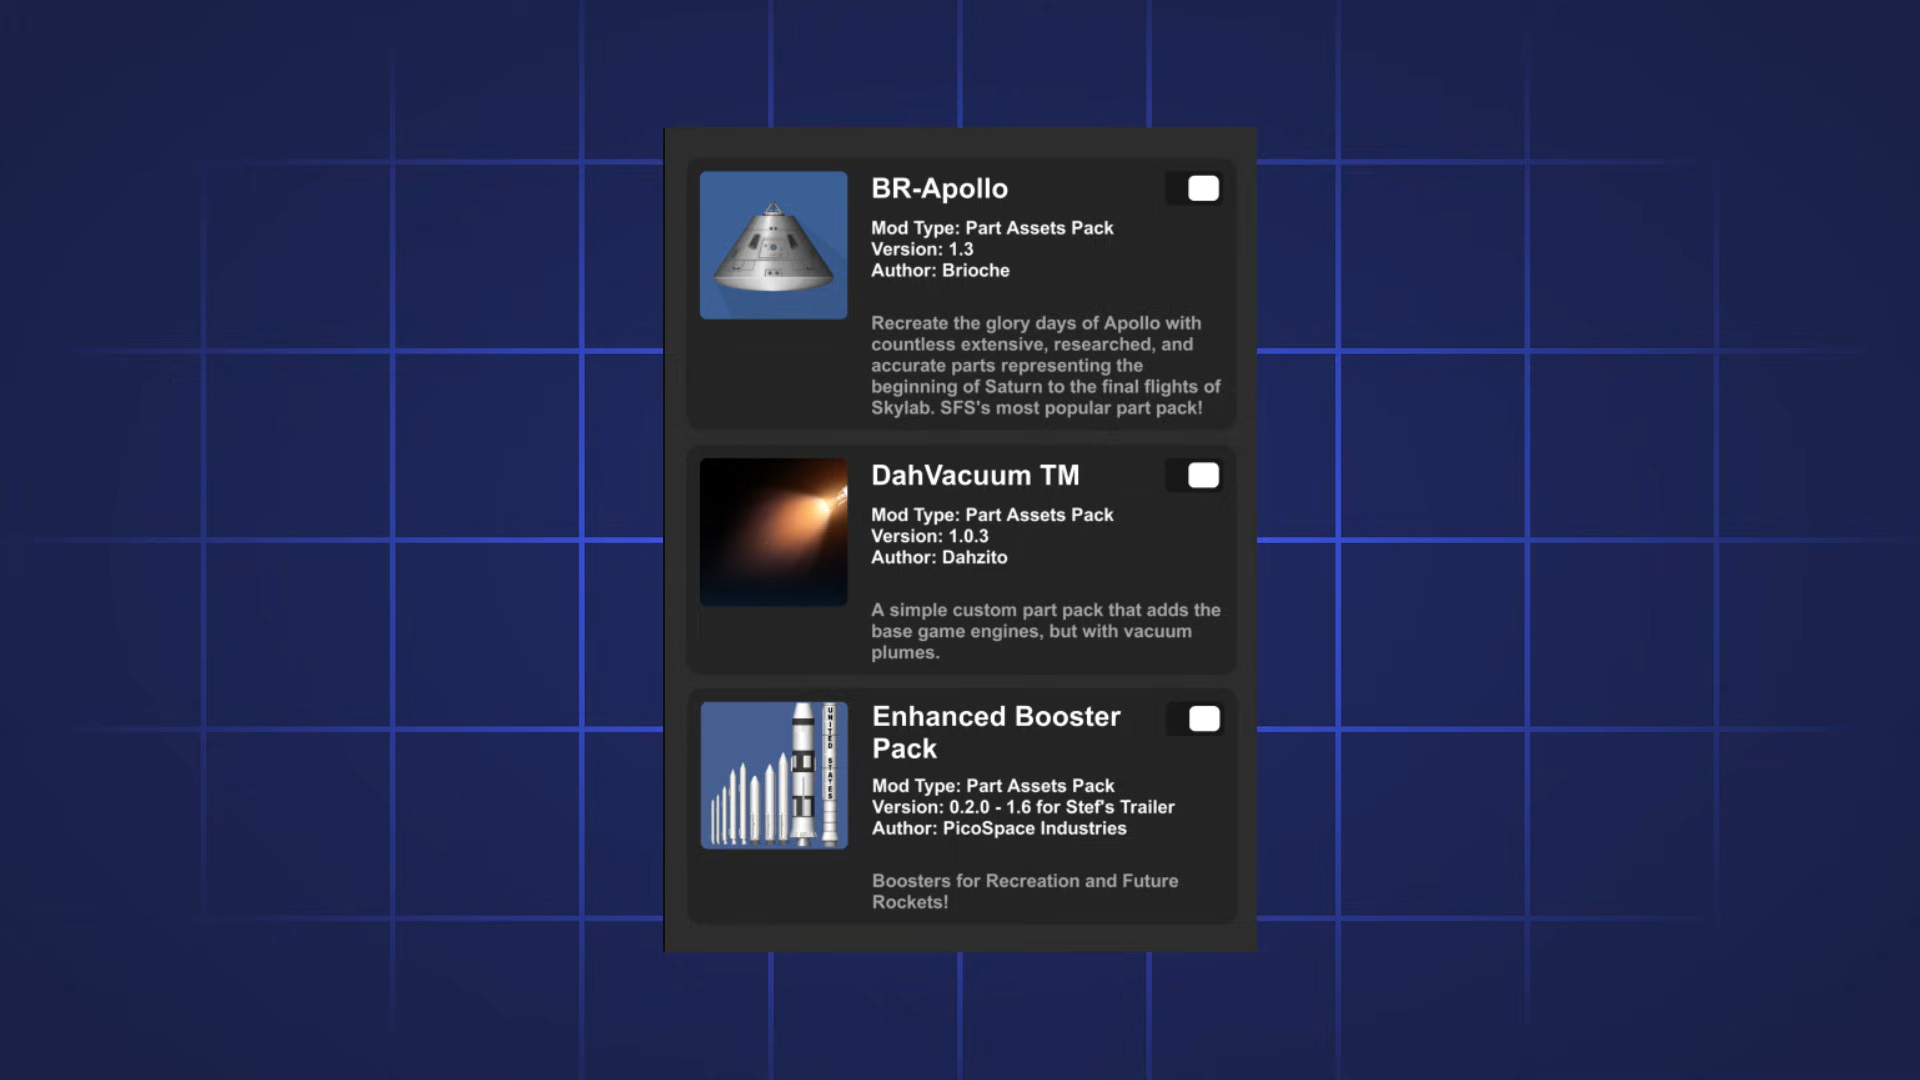 BR-Apollo
Mod Type: Part Assets Pack
Version: 1.3
Author: Brioche
Recreate the glory days of Apollo with
countless extensive, researched, and
accurate parts representing the
beginning of Saturn to the final flights of
Skylab. SFS's most popular part pack!
DahVacuum TM
Mod Type: Part Assets Pack
Version: 1.0.3
Author: Dahzito
A simple custom part pack that adds the
base game engines, but with vacuum
plumes.
UNITED STATES
Enhanced Booster
Pack
Mod Type: Part Assets Pack
Version: 0.2.0 - 1.6 for Stef's Trailer
Author: PicoSpace Industries
Boosters for Recreation and Future
Rockets!